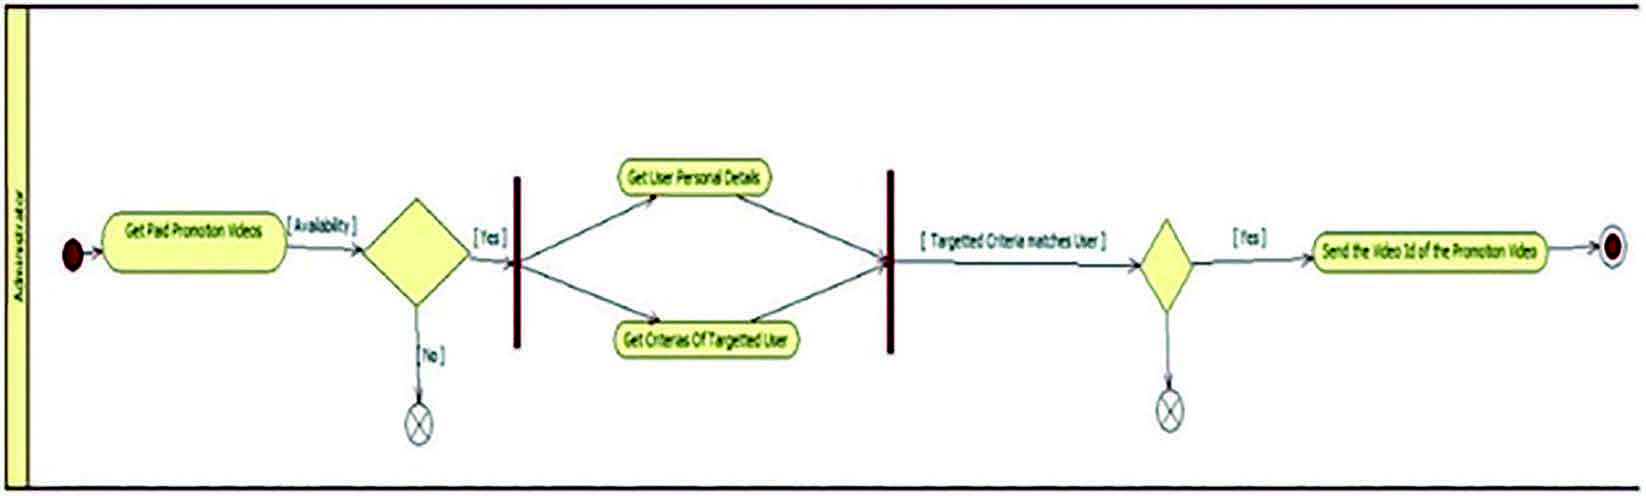 Administrator
Get Paid Promotion Videos
[ Availability ]
[ Yes ]
[ No ]
Get User Personal Details
Get Criterias Of Targetted User
[ Targetted Criteria matches User ]
[ Yes ]
Send the Video Id of the Promotion Video